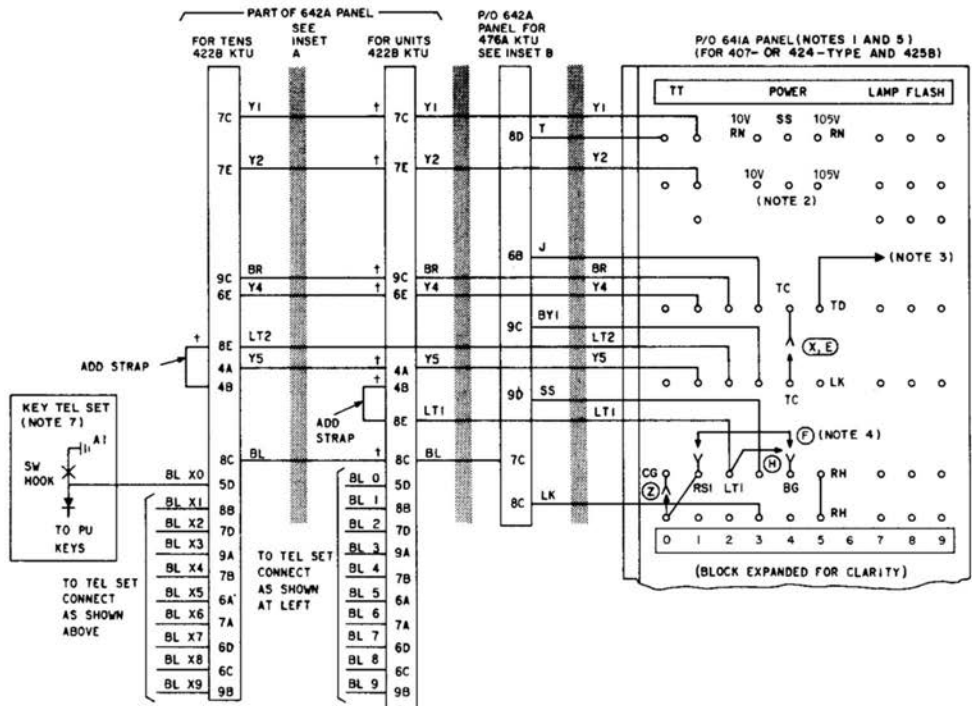 PART OF 642A PANEL
FOR TENS
422B KTU
SEE
INSET
A
FOR UNITS
422B KTU
P/O 642A
PANEL FOR
476A KTU
SEE INSET B
P/O 641A PANEL(NOTES 1 AND 5)
(FOR 407- OR 424-TYPE AND 425B)
TT POWER LAMP FLASH
10V SS 105V
RN RN
7C Y1 † 7C Y1 Y1
8D T
7E Y2 † 7E Y2 Y2
10V 105V
(NOTE 2)
6B J
(NOTE 3)
9C BR † 9C BR BR
TC
6E Y4 † 6E Y4 Y4
TD
9C BY1
†
8E LT2 LT2
X, E
ADD STRAP
4A Y5 † 4A Y5 Y5
LK
4B † 4B
9D SS
TC
KEY TEL SET
(NOTE 7)
A1
SW
HOOK
TO PU
KEYS
ADD
STRAP
8E LT1 LT1
F (NOTE 4)
8C BL † 8C BL 7C
H
CG RS1 LT1 BG RH
Z
BL X0 5D BL 0 5D
8C LK
RH
BL X1 8B BL 1 8B
BL X2 7D BL 2 7D
0 1 2 3 4 5 6 7 8 9
BL X3 9A BL 3 9A
(BLOCK EXPANDED FOR CLARITY)
BL X4 7B BL 4 7B
BL X5 6A BL 5 6A
BL X6 7A BL 6 7A
BL X7 6D BL 7 6D
BL X8 6C BL 8 6C
BL X9 9B BL 9 9B
TO TEL SET
CONNECT
AS SHOWN
ABOVE
TO TEL SET
CONNECT
AS SHOWN
AT LEFT